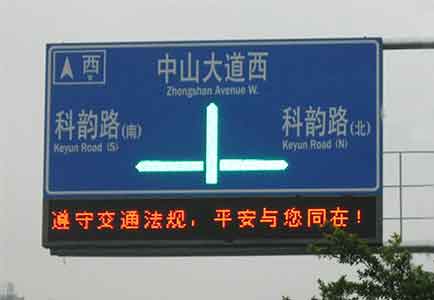 西
中山大道西
Zhongshan Avenue W.
科韵路(南)
Keyun Road (S)
科韵路(北)
Keyun Road (N)
遵守交通法规，平安与您同在！